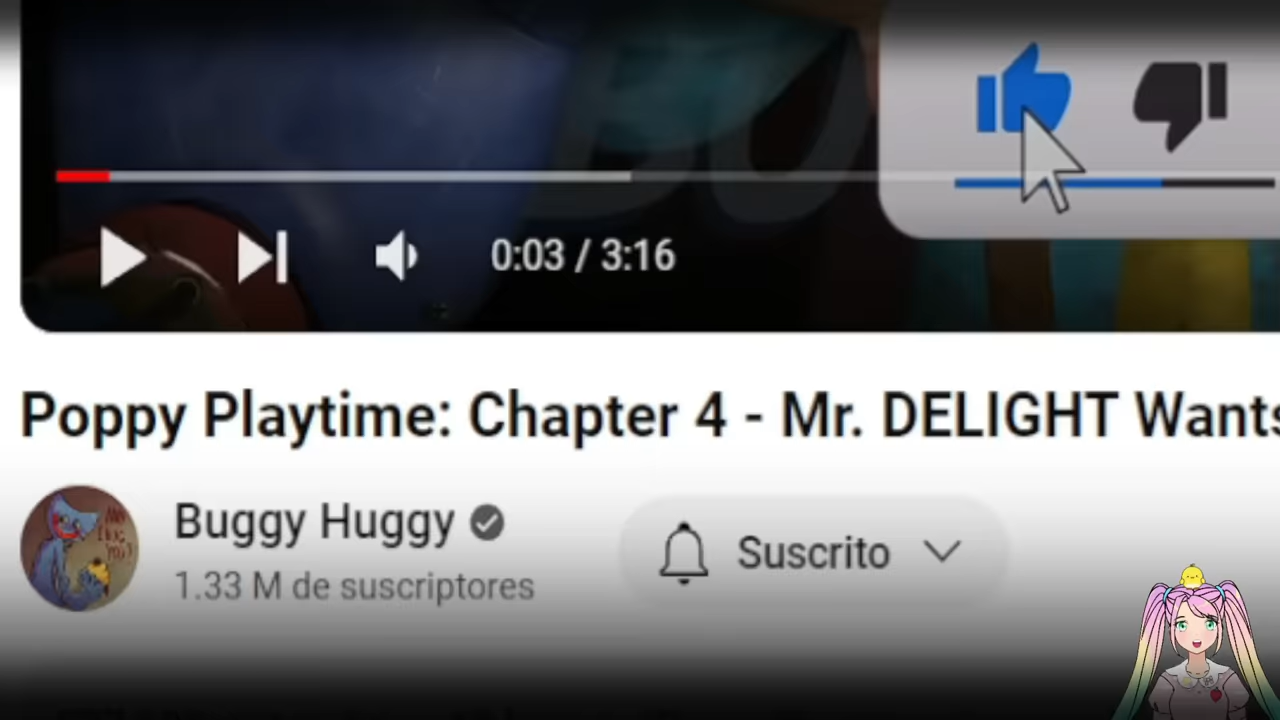 0:03 / 3:16
Poppy Playtime: Chapter 4 - Mr. DELIGHT Wants
Buggy Huggy
1.33 M de suscriptores
Suscrito